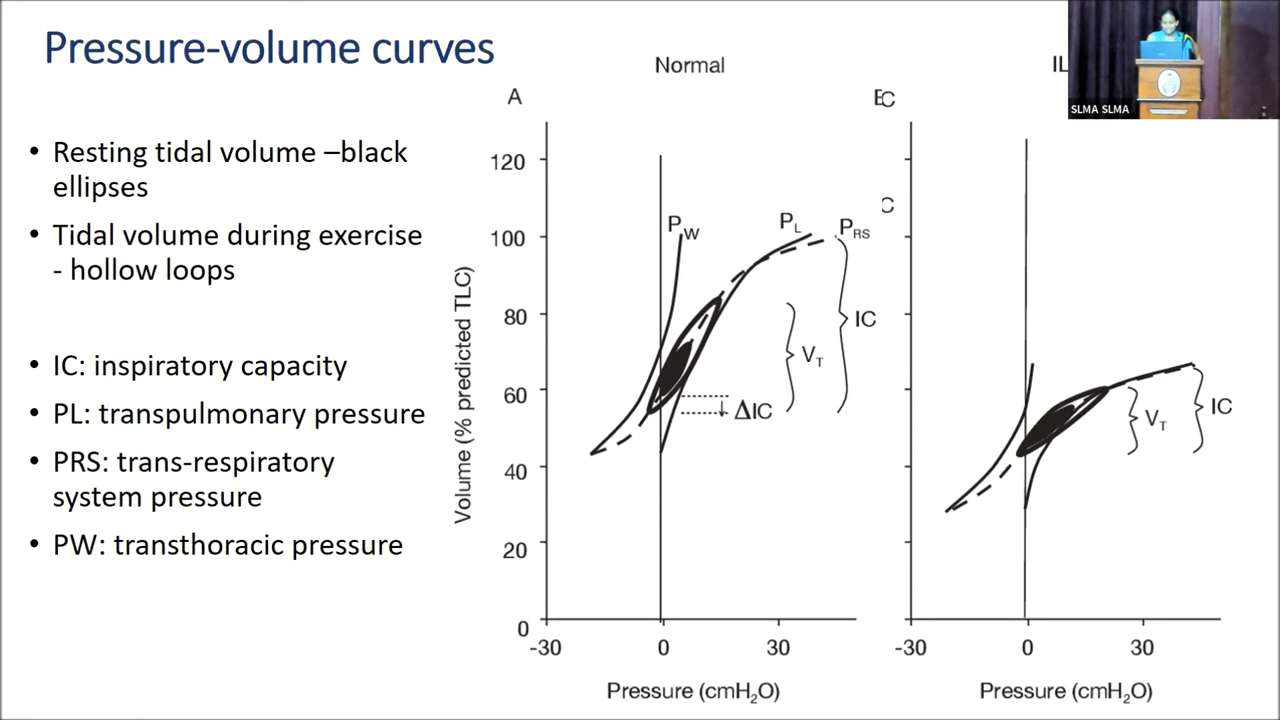 Pressure-volume curves
• Resting tidal volume –black
ellipses
• Tidal volume during exercise
- hollow loops
• IC: inspiratory capacity
• PL: transpulmonary pressure
• PRS: trans-respiratory
system pressure
• PW: transthoracic pressure
Normal
A
Volume (% predicted TLC)
120
100
80
60
40
20
0
-30
0
30
Pressure (cmH2O)
PW
PL
PRS
IC
VT
ΔIC
C
VT
IC
-30
0
30
Pressure (cmH2O)
SLMA SLMA